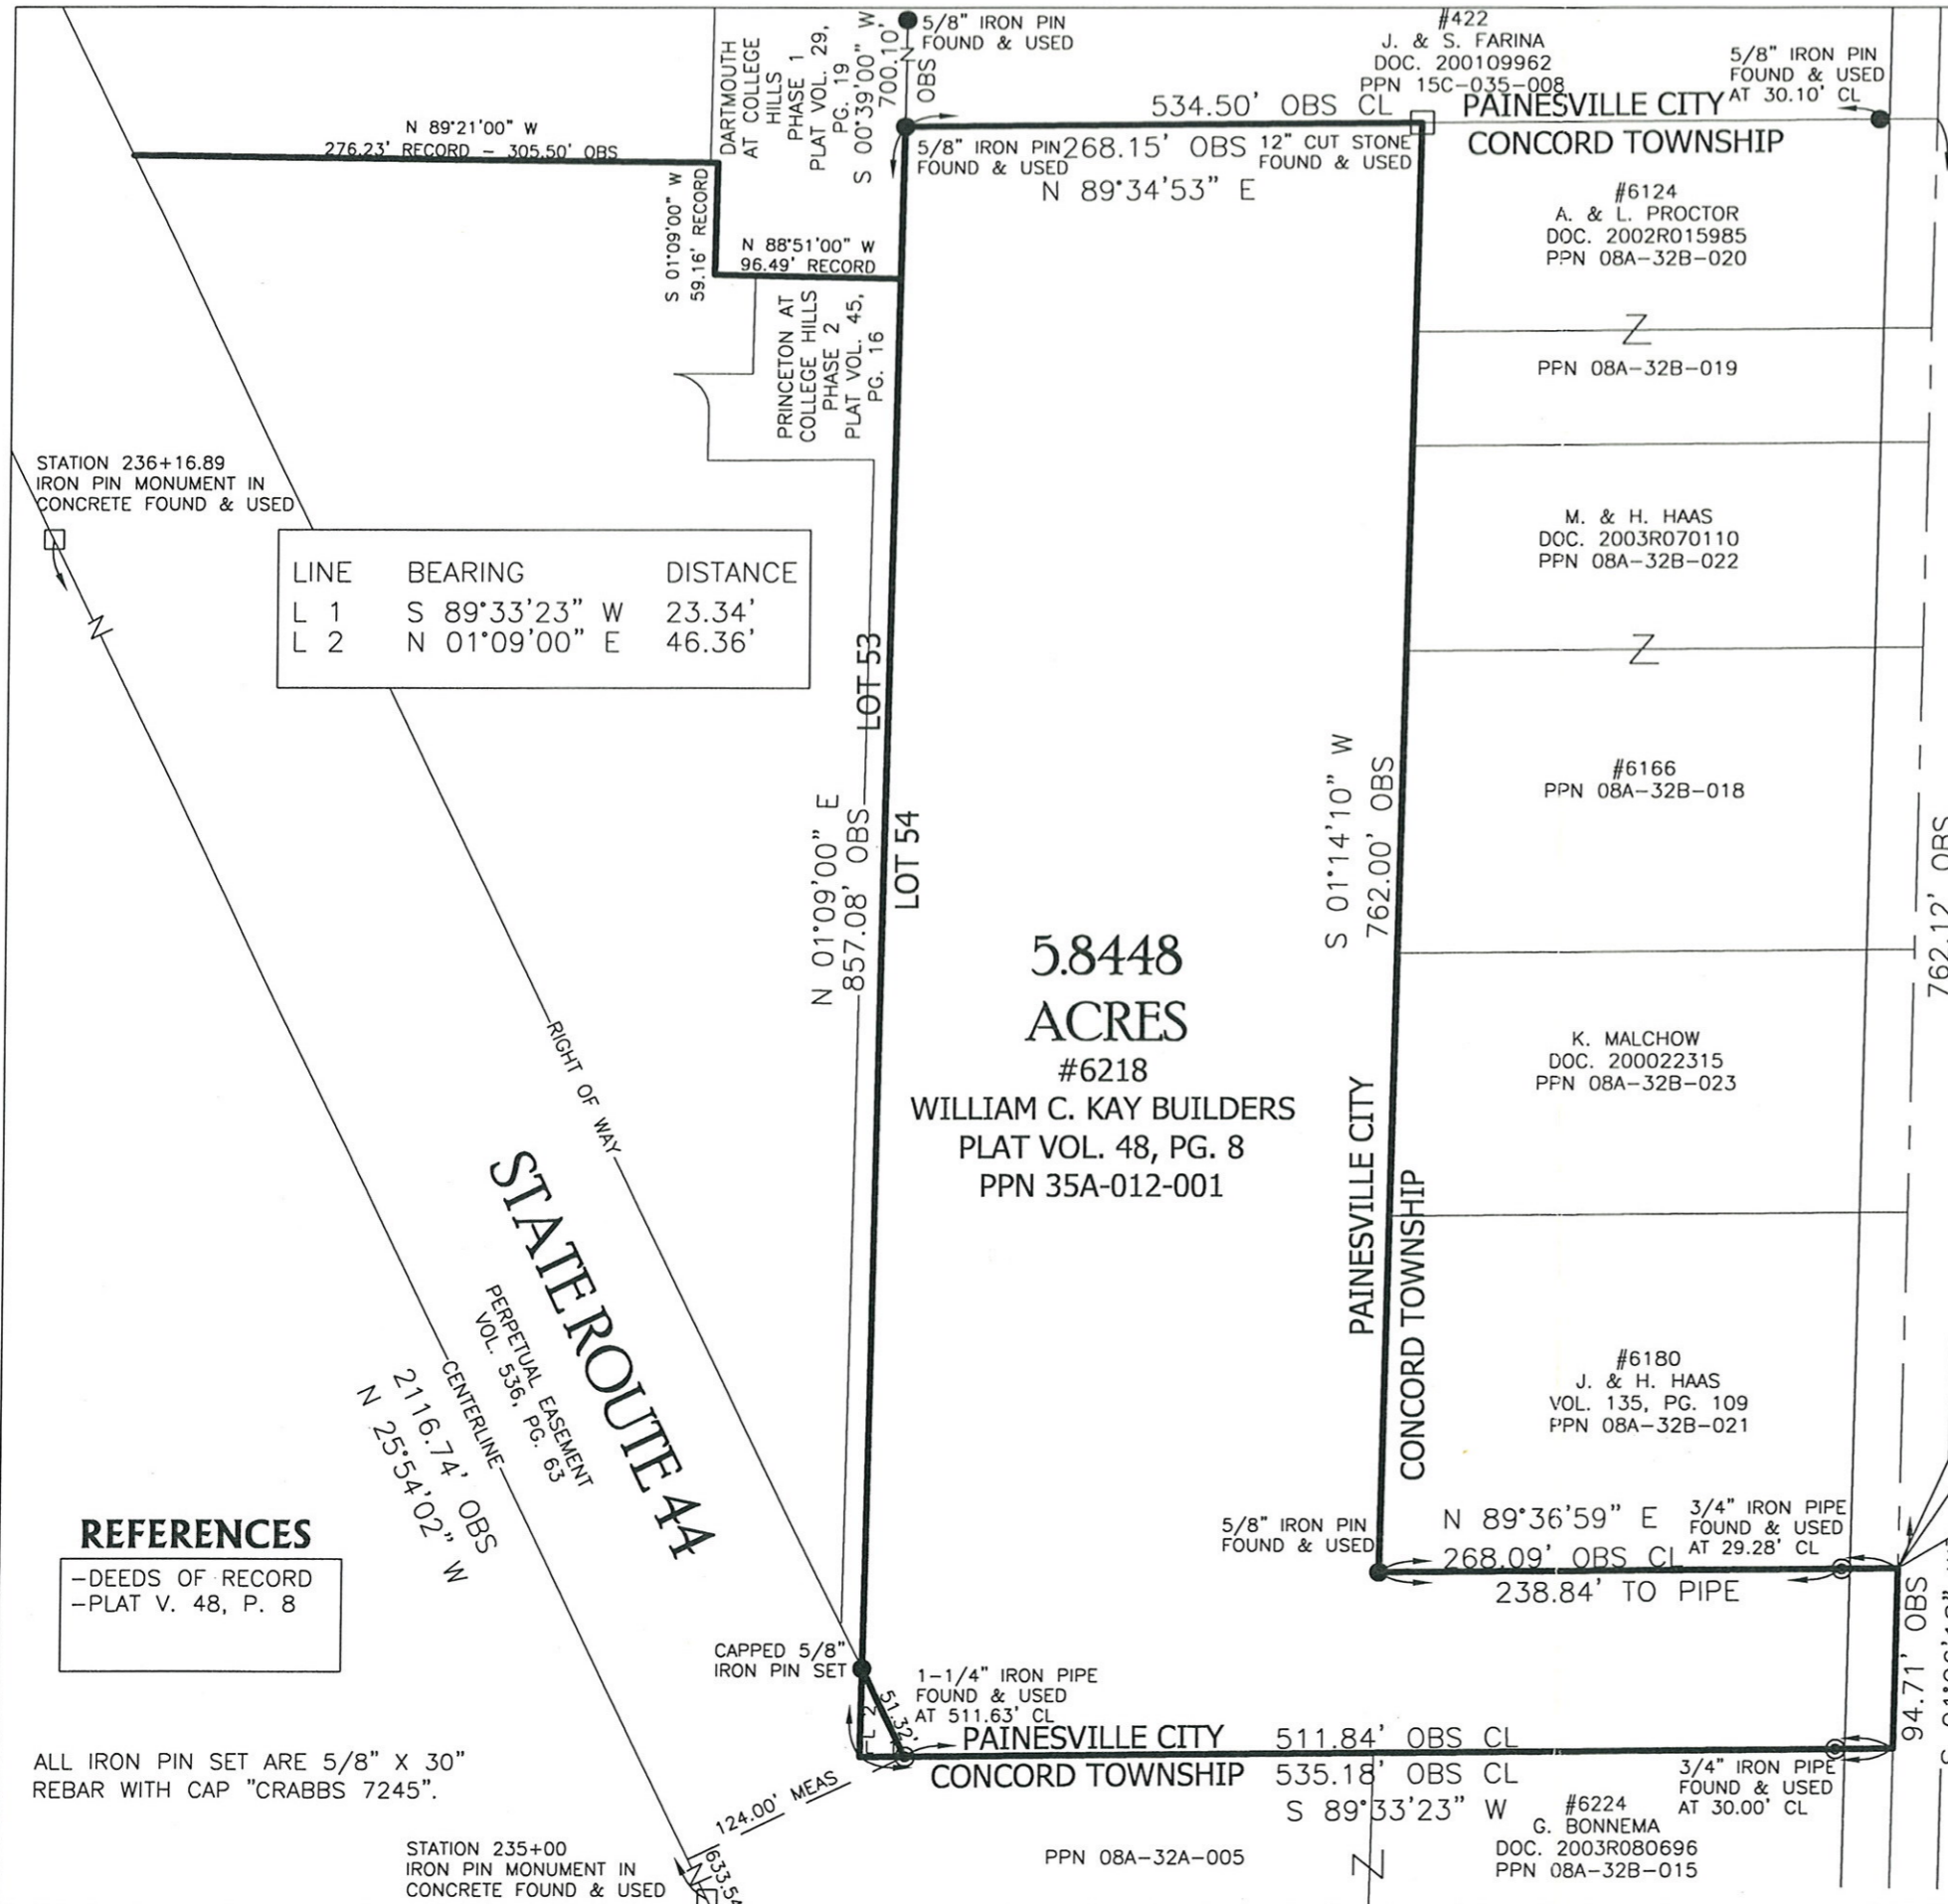 DARTMOUTH
AT COLLEGE
HILLS
PHASE 1
PLAT VOL. 29,
PG. 19
S 00°39'00" W
700.10'
OBS
5/8" IRON PIN
FOUND & USED
#422
J. & S. FARINA
DOC. 200109962
PPN 15C-035-008
5/8" IRON PIN
FOUND & USED
AT 30.10' CL
534.50' OBS CL
PAINESVILLE CITY
CONCORD TOWNSHIP
5/8" IRON PIN
FOUND & USED
268.15' OBS
N 89°34'53" E
12" CUT STONE
FOUND & USED
N 89°21'00" W
276.23' RECORD - 305.50' OBS
S 01°09'00" W
59.16' RECORD
N 88°51'00" W
96.49' RECORD
PRINCETON AT
COLLEGE HILLS
PHASE 2
PLAT VOL. 45,
PG. 16
#6124
A. & L. PROCTOR
DOC. 2002R015985
PPN 08A-32B-020
Z
PPN 08A-32B-019
M. & H. HAAS
DOC. 2003R070110
PPN 08A-32B-022
Z
#6166
PPN 08A-32B-018
762.12' OBS
K. MALCHOW
DOC. 200022315
PPN 08A-32B-023
#6180
J. & H. HAAS
VOL. 135, PG. 109
PPN 08A-32B-021
STATION 236+16.89
IRON PIN MONUMENT IN
CONCRETE FOUND & USED
LINE BEARING DISTANCE
L 1 S 89°33'23" W 23.34'
L 2 N 01°09'00" E 46.36'
LOT 53
LOT 54
N 01°09'00" E
857.08' OBS
S 01°14'10" W
762.00' OBS
5.8448
ACRES
#6218
WILLIAM C. KAY BUILDERS
PLAT VOL. 48, PG. 8
PPN 35A-012-001
PAINESVILLE CITY
CONCORD TOWNSHIP
RIGHT OF WAY
STATE ROUTE 44
PERPETUAL EASEMENT
VOL. 536, PG. 63
CENTERLINE
2116.74' OBS
N 25°54'02" W
REFERENCES
-DEEDS OF RECORD
-PLAT V. 48, P. 8
5/8" IRON PIN
FOUND & USED
N 89°36'59" E
268.09' OBS CL
238.84' TO PIPE
3/4" IRON PIPE
FOUND & USED
AT 29.28' CL
94.71' OBS
CAPPED 5/8"
IRON PIN SET
51.32'
L 2
1-1/4" IRON PIPE
FOUND & USED
AT 511.63' CL
PAINESVILLE CITY
CONCORD TOWNSHIP
511.84' OBS CL
535.18' OBS CL
S 89°33'23" W
3/4" IRON PIPE
FOUND & USED
AT 30.00' CL
#6224
G. BONNEMA
DOC. 2003R080696
PPN 08A-32B-015
PPN 08A-32A-005
Z
ALL IRON PIN SET ARE 5/8" X 30"
REBAR WITH CAP "CRABBS 7245".
124.00' MEAS
STATION 235+00
IRON PIN MONUMENT IN
CONCRETE FOUND & USED
633.54